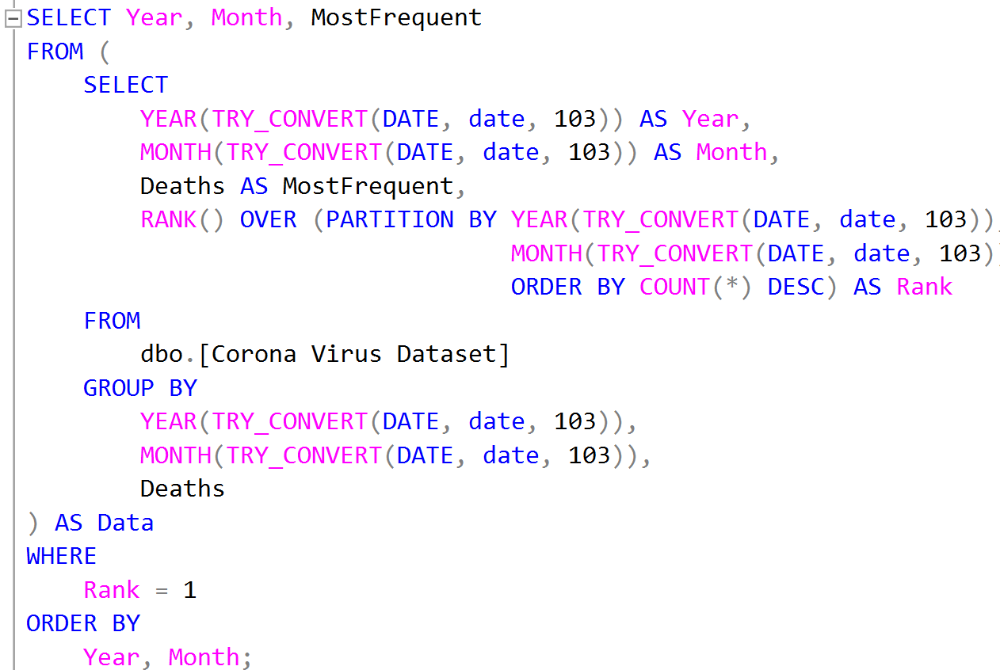 SELECT Year, Month, MostFrequent
FROM (
    SELECT
        YEAR(TRY_CONVERT(DATE, date, 103)) AS Year,
        MONTH(TRY_CONVERT(DATE, date, 103)) AS Month,
        Deaths AS MostFrequent,
        RANK() OVER (PARTITION BY YEAR(TRY_CONVERT(DATE, date, 103)),
                                  MONTH(TRY_CONVERT(DATE, date, 103))
                                  ORDER BY COUNT(*) DESC) AS Rank
    FROM
        dbo.[Corona Virus Dataset]
    GROUP BY
        YEAR(TRY_CONVERT(DATE, date, 103)),
        MONTH(TRY_CONVERT(DATE, date, 103)),
        Deaths
) AS Data
WHERE
    Rank = 1
ORDER BY
    Year, Month;